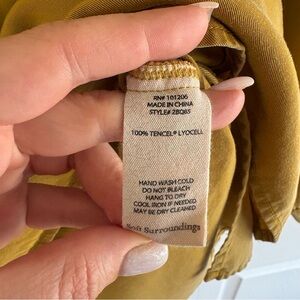 RN# 101206
MADE IN CHINA
STYLE# 2BQ85
100% TENCEL® LYOCELL
HAND WASH COLD
DO NOT BLEACH
HANG TO DRY
COOL IRON IF NEEDED
MAY BE DRY CLEANED
Soft Surroundings